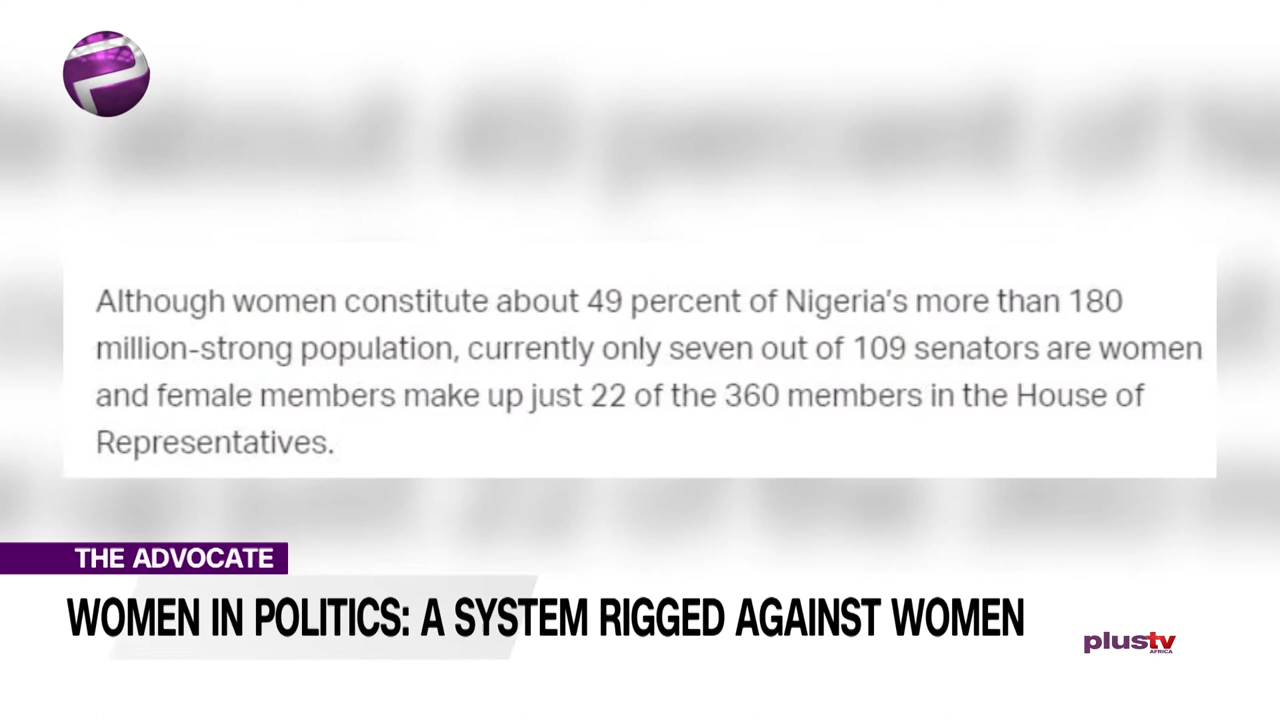 Although women constitute about 49 percent of Nigeria's more than 180
million-strong population, currently only seven out of 109 senators are women
and female members make up just 22 of the 360 members in the House of
Representatives.
THE ADVOCATE
WOMEN IN POLITICS: A SYSTEM RIGGED AGAINST WOMEN
plustv
AFRICA